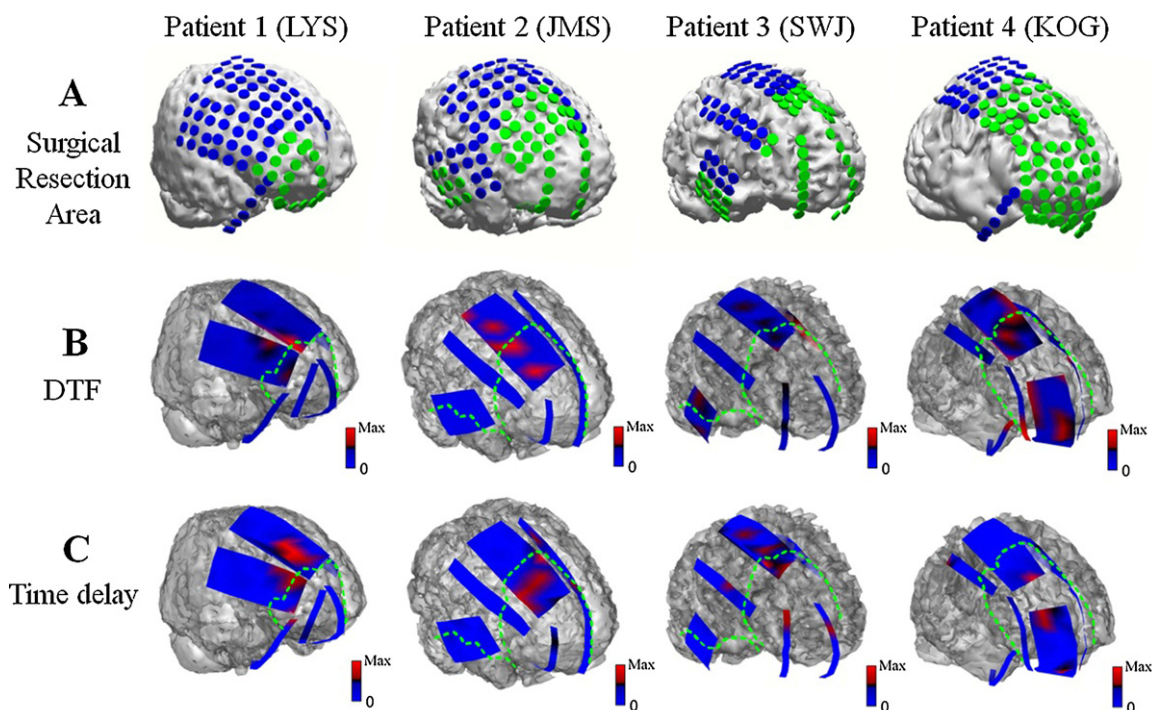 Patient 1 (LYS) Patient 2 (JMS) Patient 3 (SWJ) Patient 4 (KOG)
A
Surgical
Resection
Area
B
DTF
Max Max Max Max
0 0 0 0
C
Time delay
Max Max Max Max
0 0 0 0